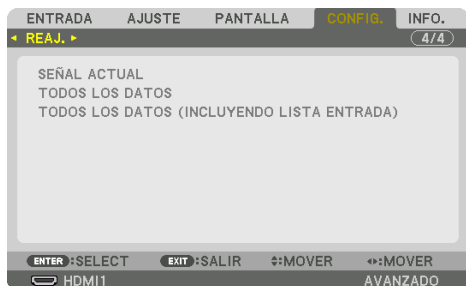 ENTRADA AJUSTE PANTALLA CONFIG. INFO.
REAJ. 4/4
SEÑAL ACTUAL
TODOS LOS DATOS
TODOS LOS DATOS (INCLUYENDO LISTA ENTRADA)
ENTER :SELECT EXIT :SALIR :MOVER :MOVER
HDMI1 AVANZADO